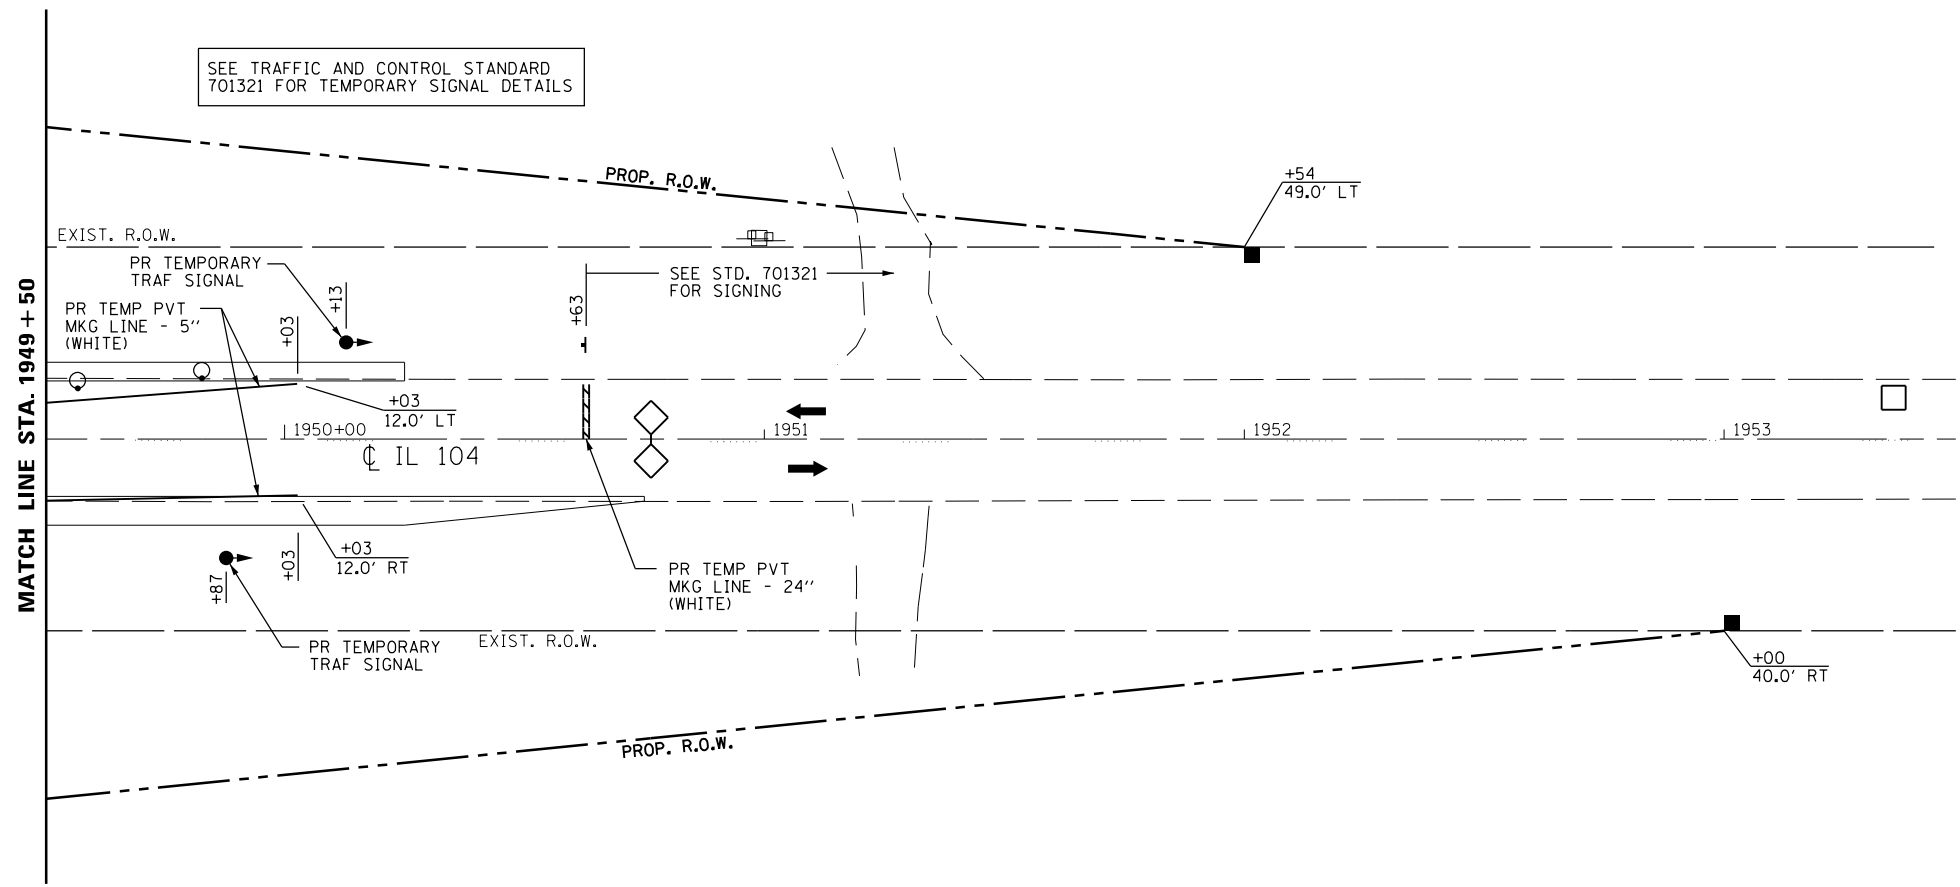 SEE TRAFFIC AND CONTROL STANDARD
701321 FOR TEMPORARY SIGNAL DETAILS
PROP. R.O.W.
+54
49.0' LT
EXIST. R.O.W.
PR TEMPORARY
TRAF SIGNAL
+13
+03
PR TEMP PVT
MKG LINE - 5''
(WHITE)
+63
SEE STD. 701321
FOR SIGNING
MATCH LINE STA. 1949+50
+03
12.0' LT
1950+00
1951
1952
1953
℄ IL 104
+03
12.0' RT
+03
+87
PR TEMP PVT
MKG LINE - 24''
(WHITE)
PR TEMPORARY
TRAF SIGNAL
EXIST. R.O.W.
+00
40.0' RT
PROP. R.O.W.